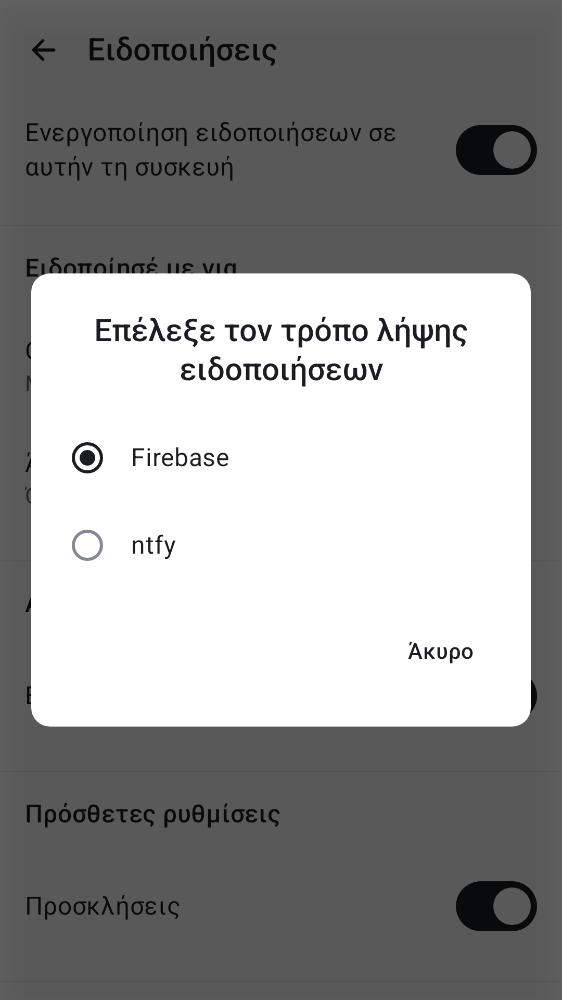 Ειδοποιήσεις
Ενεργοποίηση ειδοποιήσεων σε
αυτήν τη συσκευή
Ειδοποίησέ με για
Επέλεξε τον τρόπο λήψης
ειδοποιήσεων
Firebase
ntfy
Άκυρο
Πρόσθετες ρυθμίσεις
Προσκλήσεις